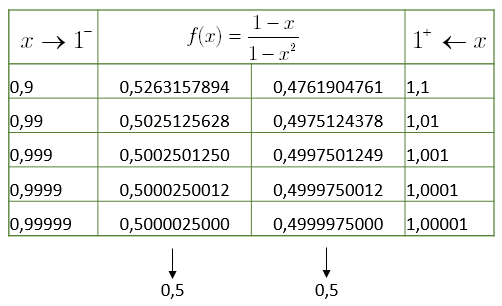 x → 1⁻ f(x) = (1 − x)/(1 − x²) 1⁺ ← x
0,9 0,5263157894 0,4761904761 1,1
0,99 0,5025125628 0,4975124378 1,01
0,999 0,5002501250 0,4997501249 1,001
0,9999 0,5000250012 0,4999750012 1,0001
0,99999 0,5000025000 0,4999975000 1,00001
0,5 0,5